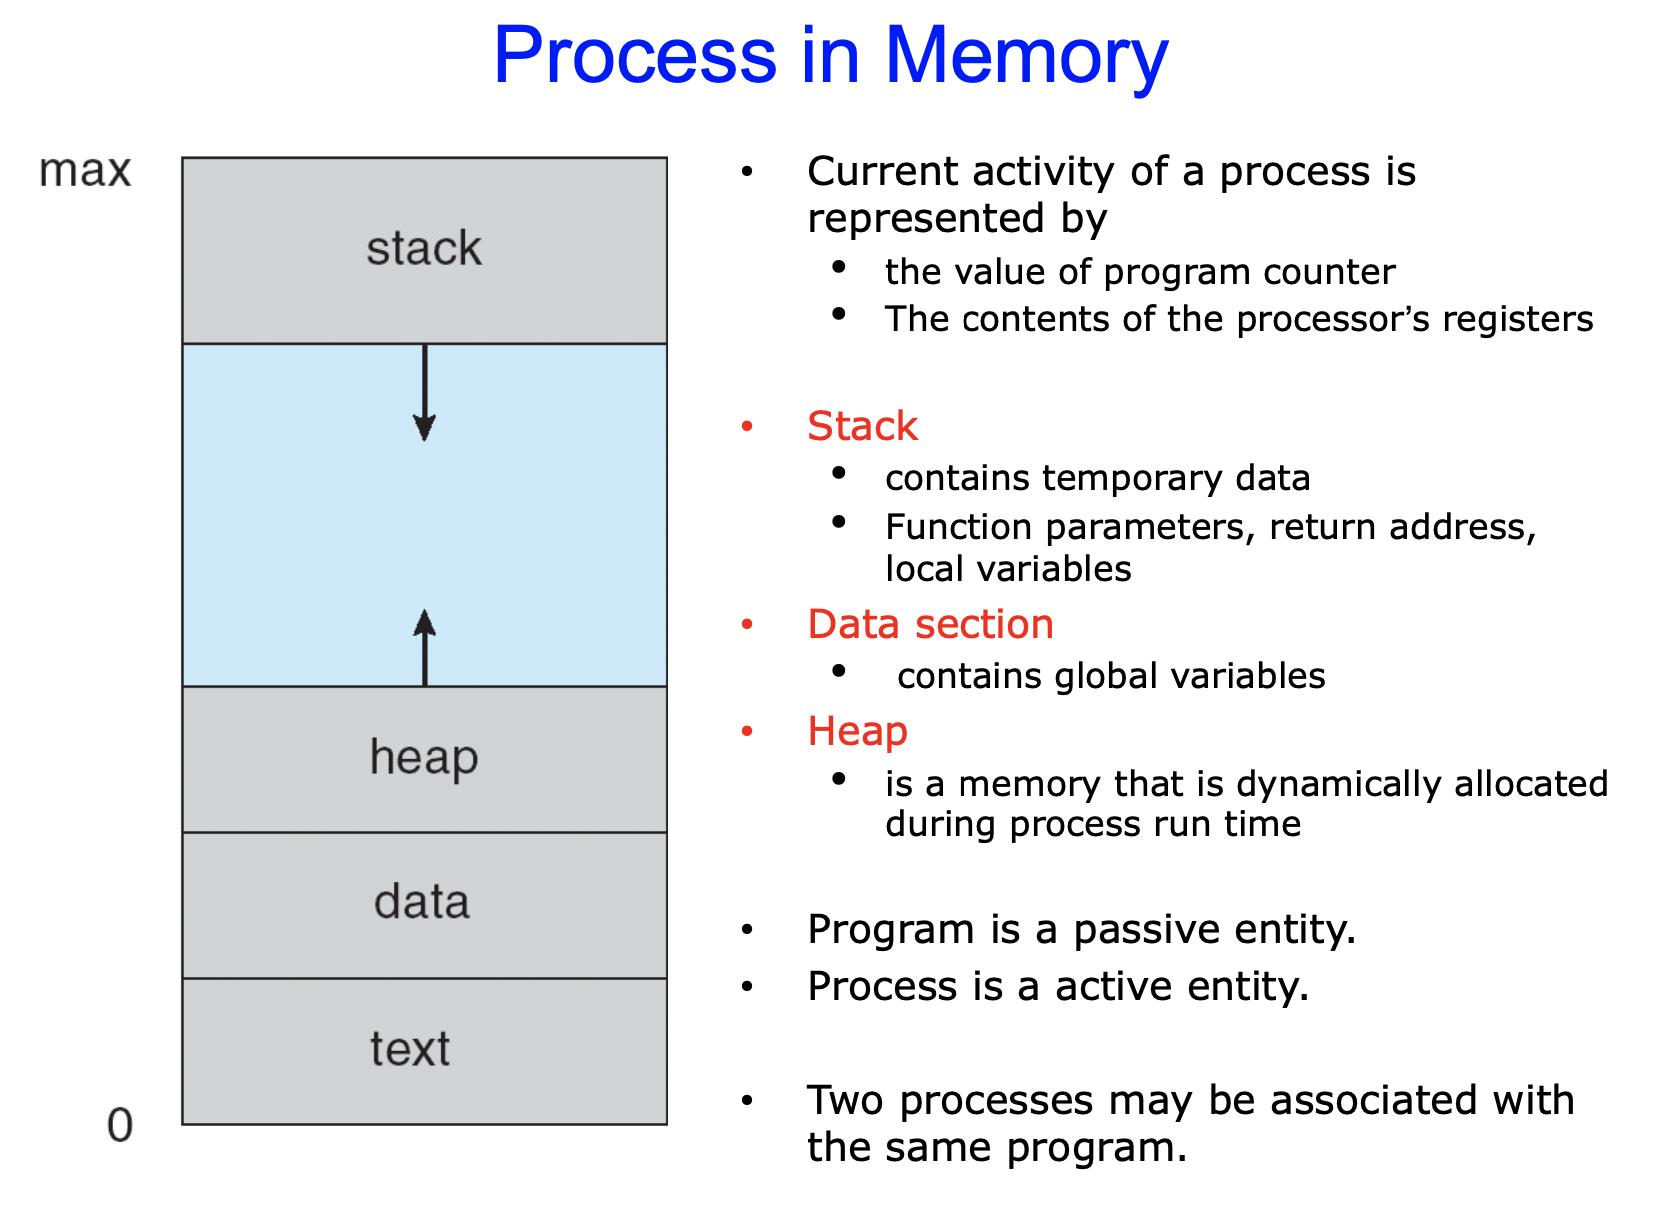 Process in Memory
max
stack
heap
data
text
0
• Current activity of a process is
represented by
• the value of program counter
• The contents of the processor’s registers
• Stack
• contains temporary data
• Function parameters, return address,
local variables
• Data section
• contains global variables
• Heap
• is a memory that is dynamically allocated
during process run time
• Program is a passive entity.
• Process is a active entity.
• Two processes may be associated with
the same program.